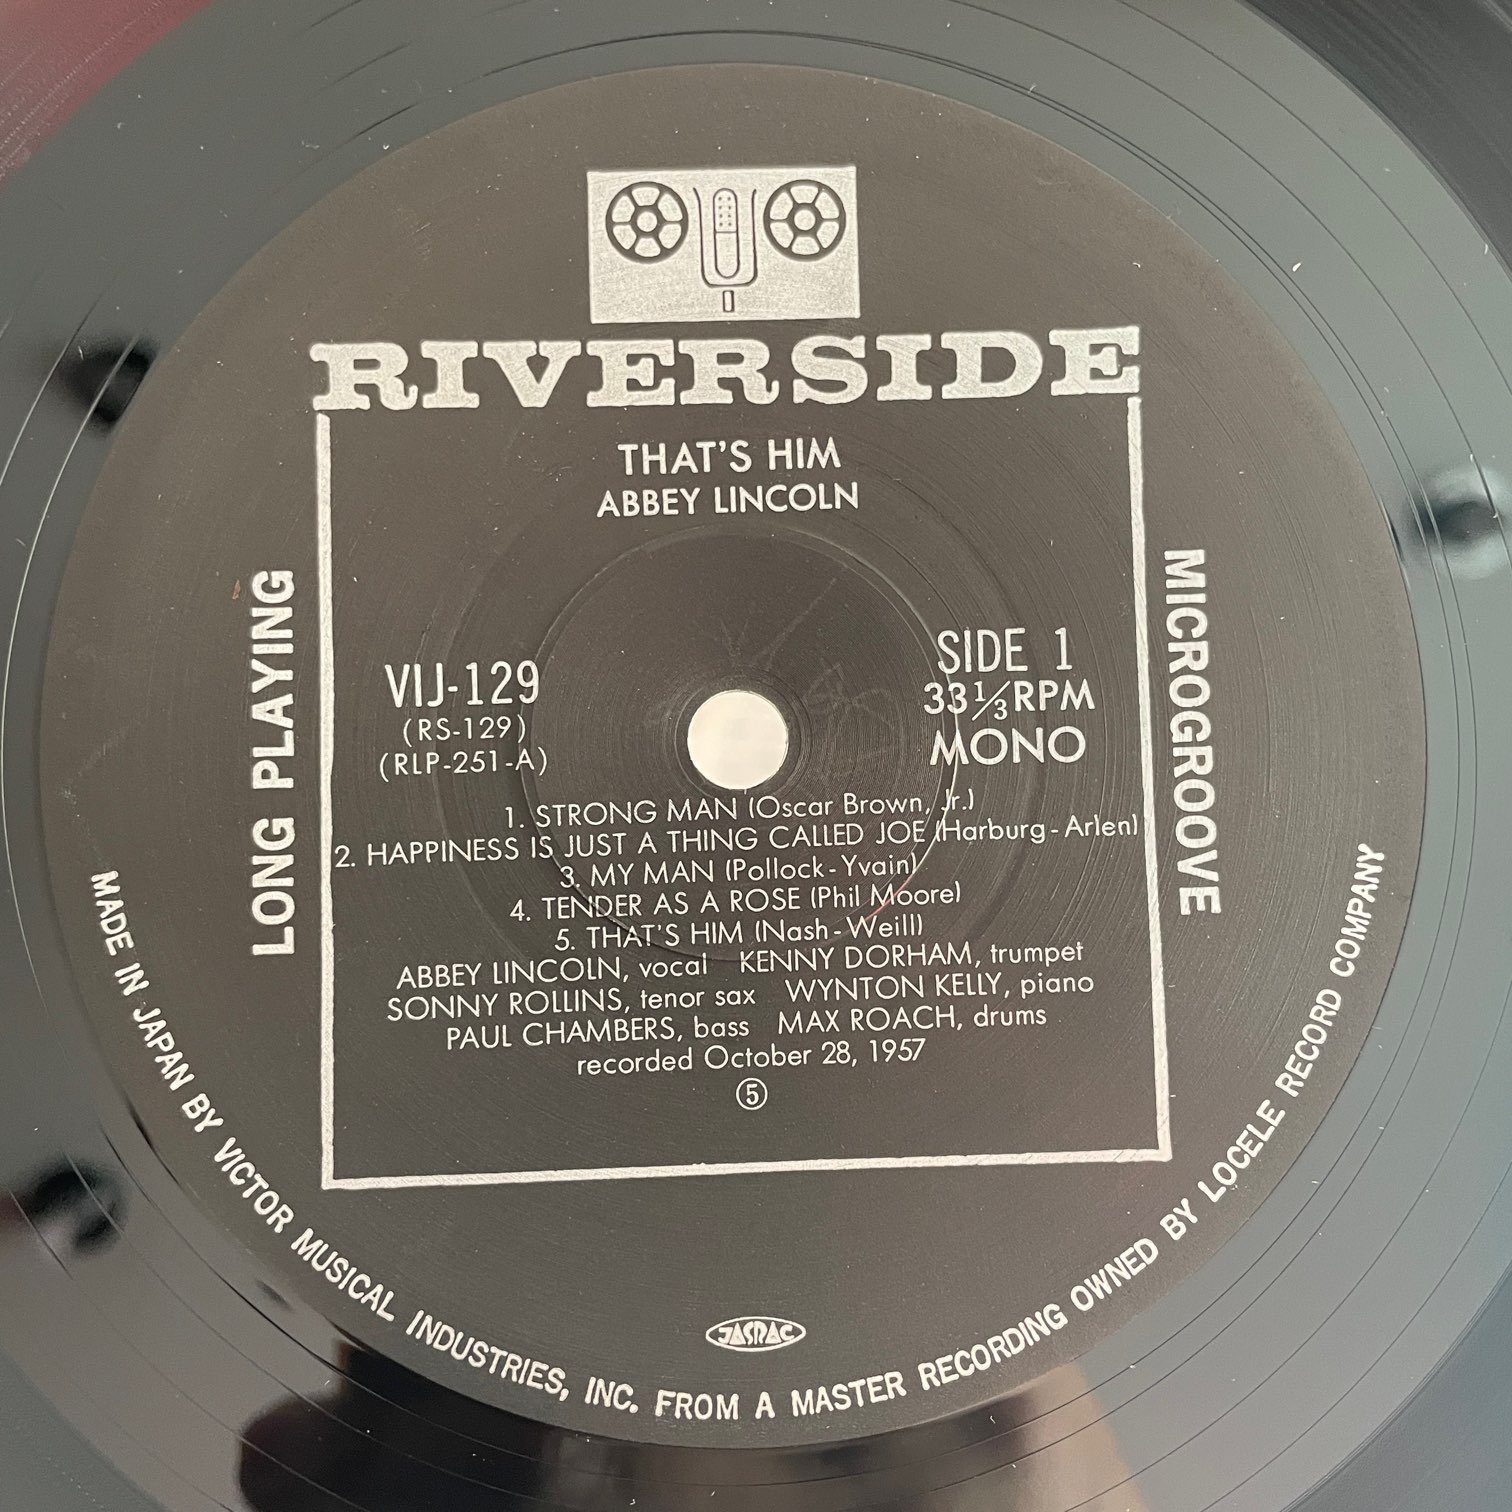 RIVERSIDE
THAT'S HIM
ABBEY LINCOLN
LONG PLAYING
MICROGROOVE
VIJ-129
(RS-129)
(RLP-251-A)
SIDE 1
33 1/3 RPM
MONO
1. STRONG MAN (Oscar Brown, Jr.)
2. HAPPINESS IS JUST A THING CALLED JOE (Harburg-Arlen)
3. MY MAN (Pollock-Yvain)
4. TENDER AS A ROSE (Phil Moore)
5. THAT'S HIM (Nash-Weill)
ABBEY LINCOLN, vocal KENNY DORHAM, trumpet
SONNY ROLLINS, tenor sax WYNTON KELLY, piano
PAUL CHAMBERS, bass MAX ROACH, drums
recorded October 28, 1957
⑤
JASRAC
MADE IN JAPAN BY VICTOR MUSICAL INDUSTRIES, INC. FROM A MASTER RECORDING OWNED BY LOCELE RECORD COMPANY